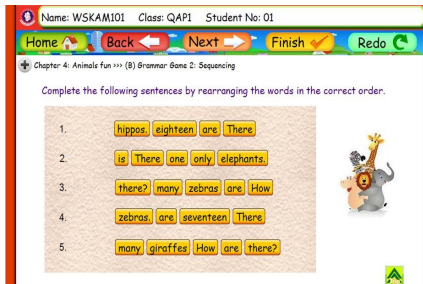 Name: WSKAM101 Class: QAP1 Student No: 01
Home Back Next Finish Redo
Chapter 4: Animals fun >>> (B) Grammar Game 2: Sequencing
Complete the following sentences by rearranging the words in the correct order.
1. hippos. eighteen are There
2. is There one only elephants.
3. there? many zebras are How
4. zebras. are seventeen There
5. many giraffes How are there?